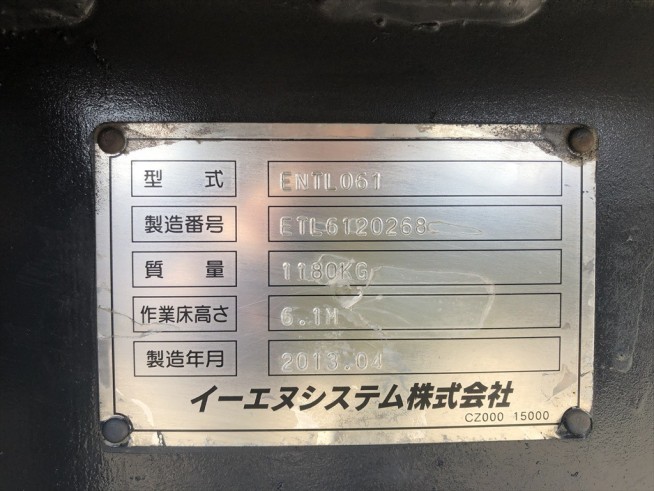 型 式 ENTL061
製造番号 ETL6120268
質 量 1180KG
作業床高さ 6.1M
製造年月 2013.04
イーエヌシステム株式会社
CZ000 15000